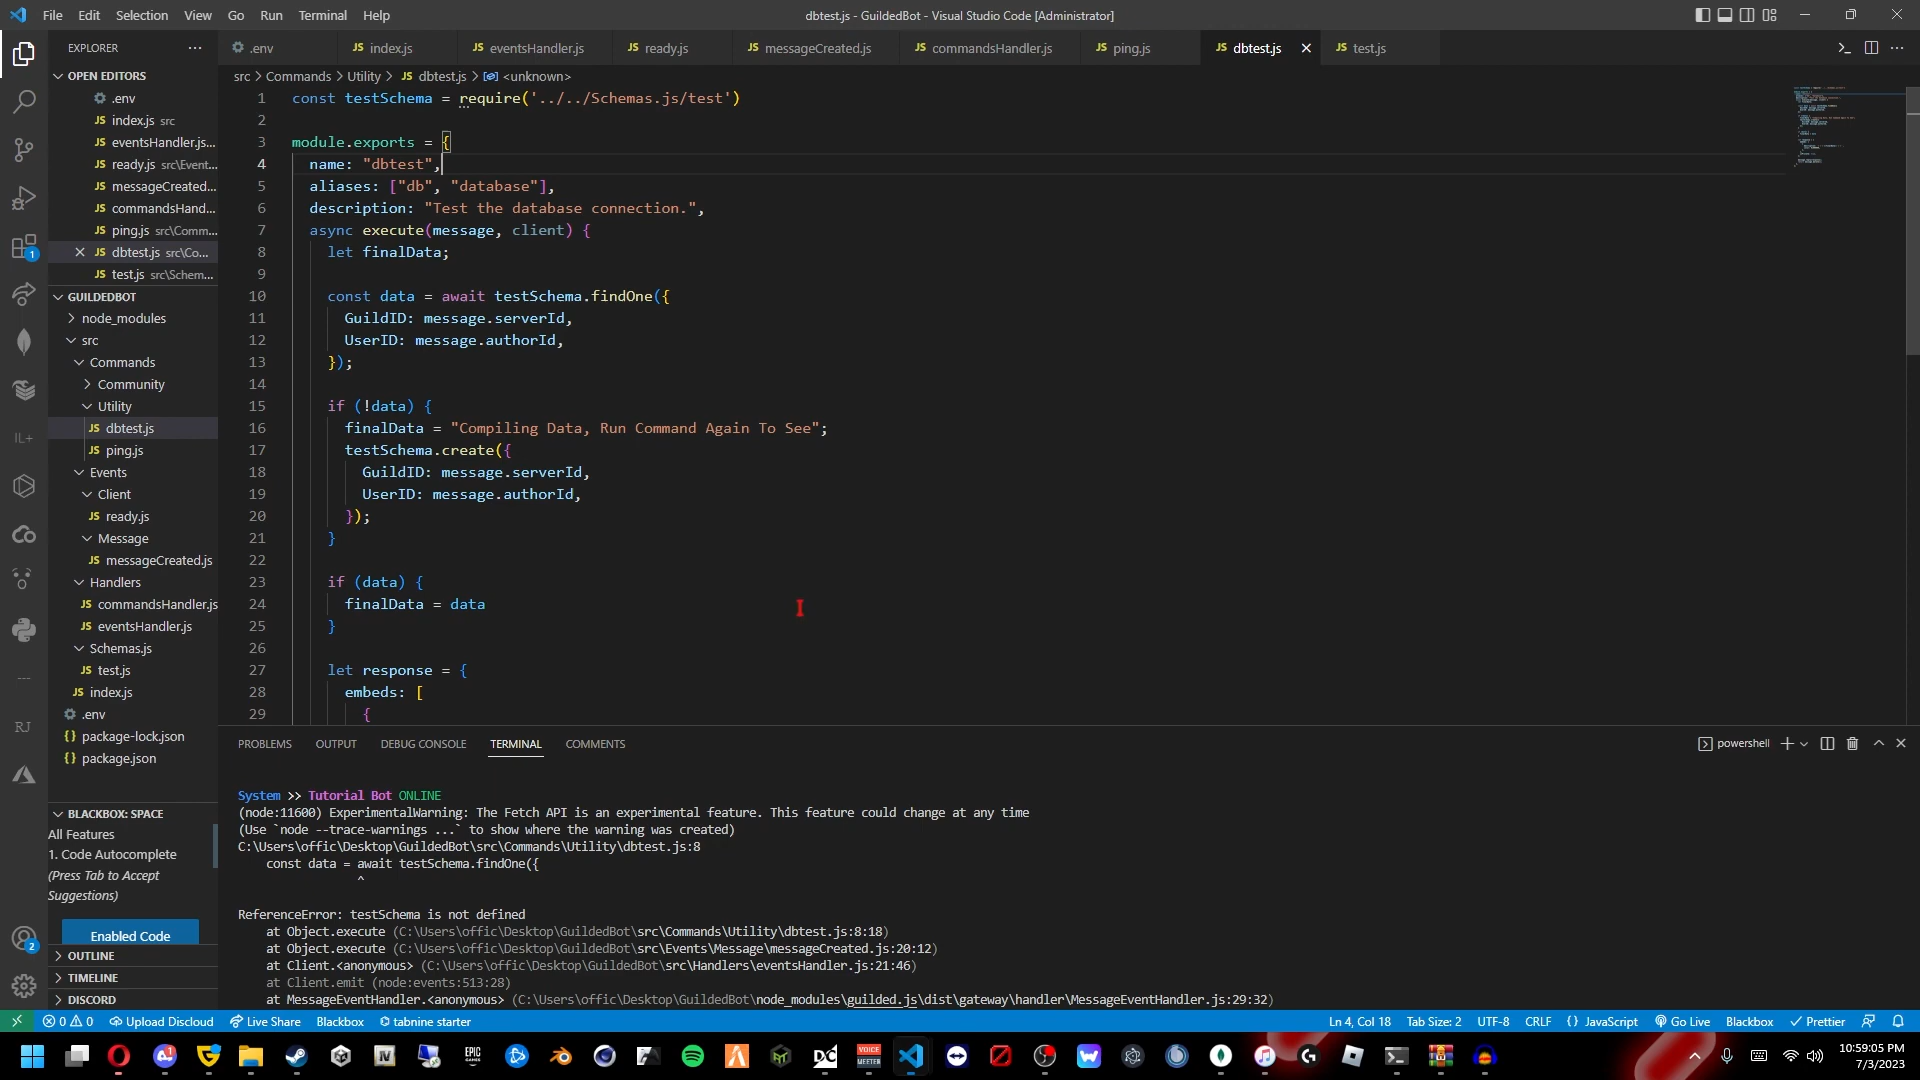 File Edit Selection View Go Run Terminal Help
dbtest.js - GuildedBot - Visual Studio Code [Administrator]
EXPLORER
.env
index.js
eventsHandler.js
ready.js
messageCreated.js
commandsHandler.js
ping.js
dbtest.js
test.js
OPEN EDITORS
.env
index.js src
eventsHandler.js...
ready.js src\Event...
messageCreated...
commandsHand...
ping.js src\Comm...
dbtest.js src\Co...
test.js src\Schem...
GUILDEDBOT
node_modules
src
Commands
Community
Utility
dbtest.js
ping.js
Events
Client
ready.js
Message
messageCreated.js
Handlers
commandsHandler.js
eventsHandler.js
Schemas.js
test.js
index.js
.env
package-lock.json
package.json
BLACKBOX: SPACE
All Features
1. Code Autocomplete
(Press Tab to Accept
Suggestions)
Enabled Code
OUTLINE
TIMELINE
DISCORD
IL+
RJ
1
2
src > Commands > Utility > JS dbtest.js > <unknown>
1 const testSchema = require('../../Schemas.js/test')
2
3 module.exports = {
4 name: "dbtest",
5 aliases: ["db", "database"],
6 description: "Test the database connection.",
7 async execute(message, client) {
8 let finalData;
9
10 const data = await testSchema.findOne({
11 GuildID: message.serverId,
12 UserID: message.authorId,
13 });
14
15 if (!data) {
16 finalData = "Compiling Data, Run Command Again To See";
17 testSchema.create({
18 GuildID: message.serverId,
19 UserID: message.authorId,
20 });
21 }
22
23 if (data) {
24 finalData = data
25 }
26
27 let response = {
28 embeds: [
29 {
PROBLEMS OUTPUT DEBUG CONSOLE TERMINAL COMMENTS
powershell
System >> Tutorial Bot ONLINE
(node:11600) ExperimentalWarning: The Fetch API is an experimental feature. This feature could change at any time
(Use `node --trace-warnings ...` to show where the warning was created)
C:\Users\offic\Desktop\GuildedBot\src\Commands\Utility\dbtest.js:8
const data = await testSchema.findOne({
^
ReferenceError: testSchema is not defined
at Object.execute (C:\Users\offic\Desktop\GuildedBot\src\Commands\Utility\dbtest.js:8:18)
at Object.execute (C:\Users\offic\Desktop\GuildedBot\src\Events\Message\messageCreated.js:20:12)
at Client.<anonymous> (C:\Users\offic\Desktop\GuildedBot\src\Handlers\eventsHandler.js:21:46)
at Client.emit (node:events:513:28)
at MessageEventHandler.<anonymous> (C:\Users\offic\Desktop\GuildedBot\node_modules\guilded.js\dist\gateway\handler\MessageEventHandler.js:29:32)
0 0 Upload Discloud Live Share Blackbox tabnine starter
Ln 4, Col 18 Tab Size: 2 UTF-8 CRLF {} JavaScript Go Live Blackbox Prettier
EPIC GAMES
VOICE MEETER
10:59:05 PM
7/3/2023